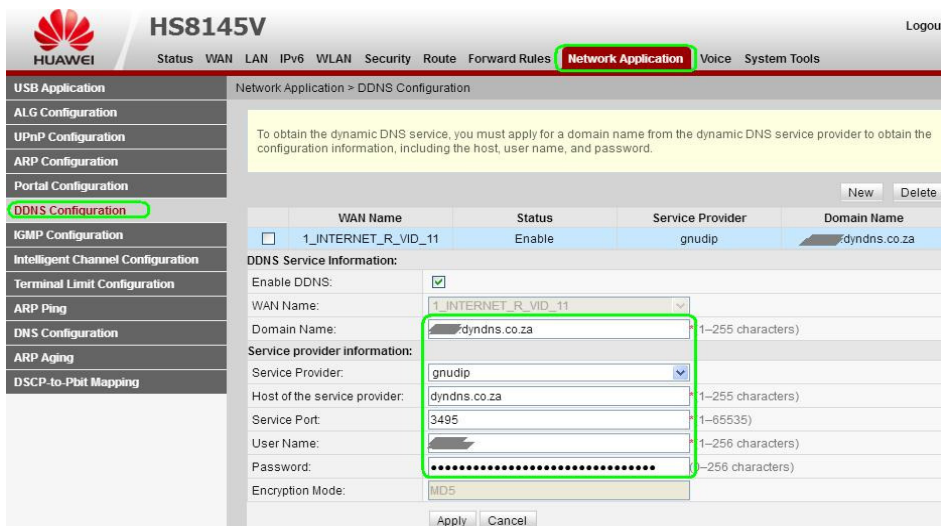 HS8145V
Logou
HUAWEI
Status WAN LAN IPv6 WLAN Security Route Forward Rules Network Application Voice System Tools
USB Application
ALG Configuration
UPnP Configuration
ARP Configuration
Portal Configuration
DDNS Configuration
IGMP Configuration
Intelligent Channel Configuration
Terminal Limit Configuration
ARP Ping
DNS Configuration
ARP Aging
DSCP-to-Pbit Mapping
Network Application > DDNS Configuration
To obtain the dynamic DNS service, you must apply for a domain name from the dynamic DNS service provider to obtain the
configuration information, including the host, user name, and password.
New Delete
WAN Name Status Service Provider Domain Name
1_INTERNET_R_VID_11 Enable gnudip dyndns.co.za
DDNS Service Information:
Enable DDNS:
WAN Name: 1_INTERNET_R_VID_11
Domain Name: dyndns.co.za *(1–255 characters)
Service provider information:
Service Provider: gnudip
Host of the service provider: dyndns.co.za *(1–255 characters)
Service Port: 3495 *(1–65535)
User Name: *(1–256 characters)
Password: ••••••••••••••••••••••••••••••••• (0–256 characters)
Encryption Mode: MD5
Apply Cancel